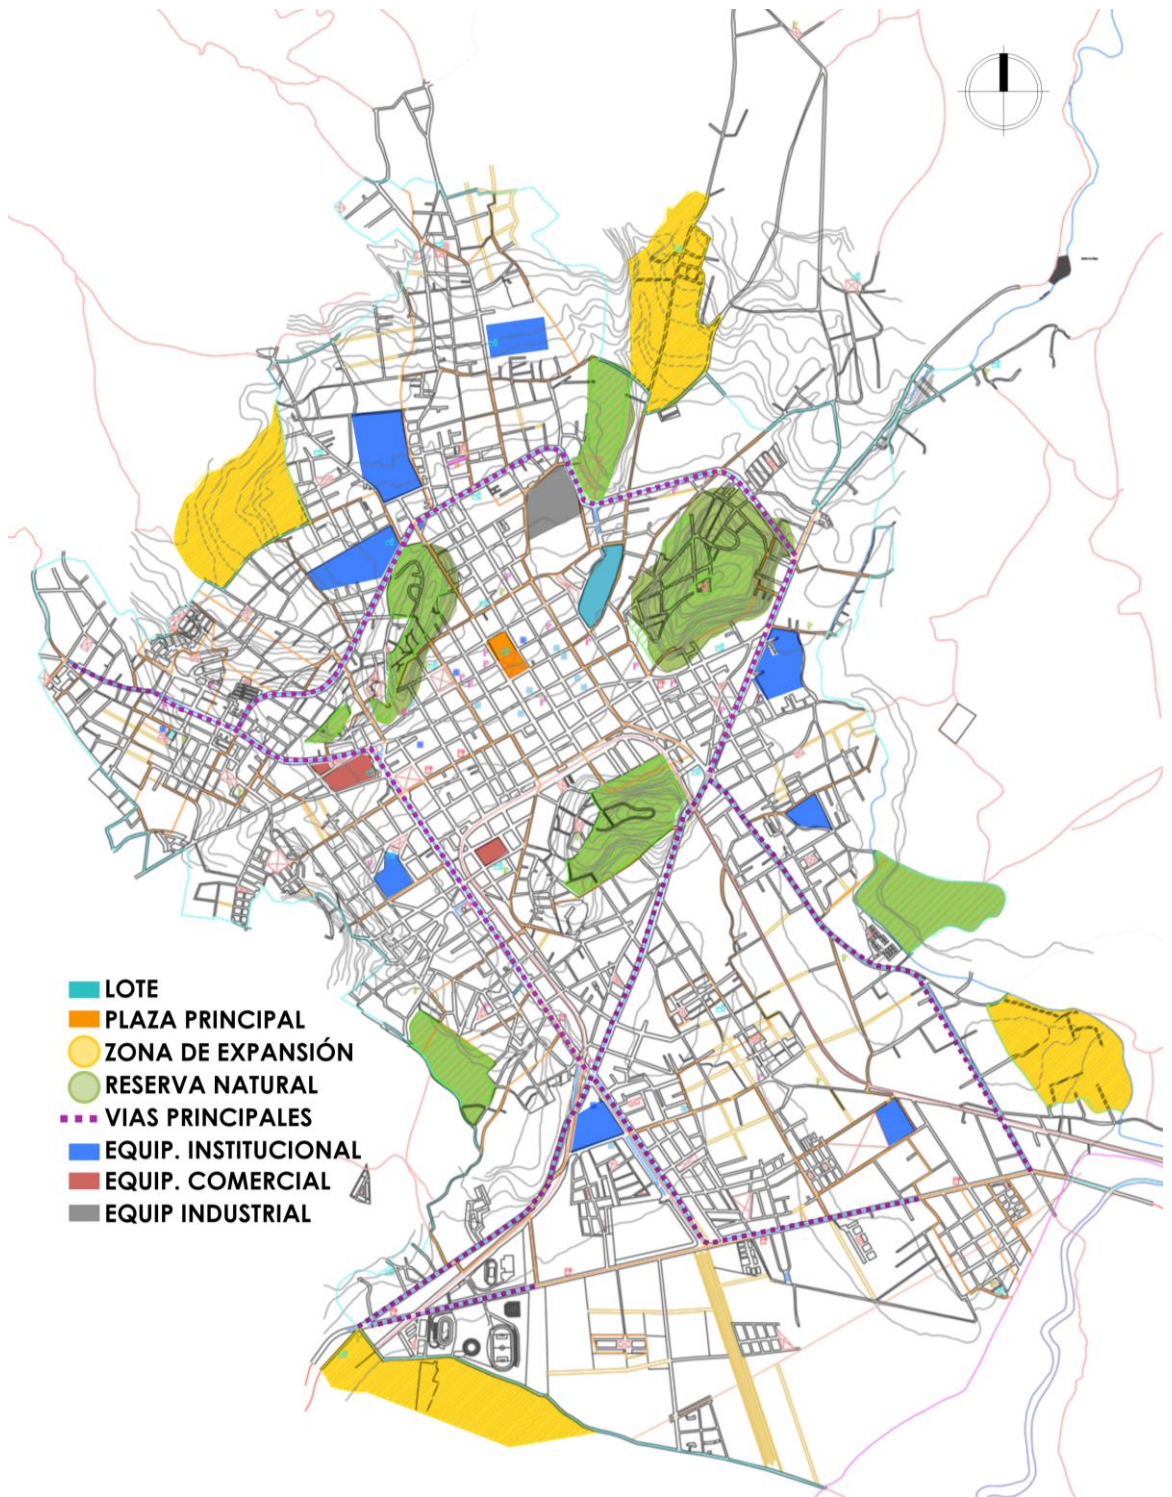 LOTE
PLAZA PRINCIPAL
ZONA DE EXPANSIÓN
RESERVA NATURAL
VIAS PRINCIPALES
EQUIP. INSTITUCIONAL
EQUIP. COMERCIAL
EQUIP INDUSTRIAL